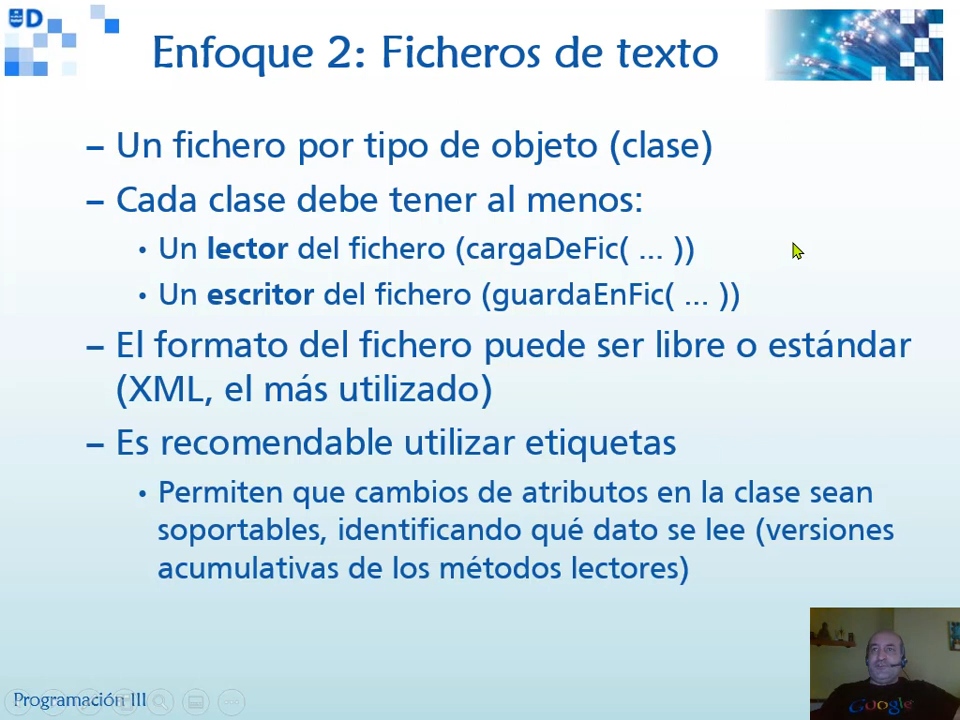 UD
Enfoque 2: Ficheros de texto
– Un fichero por tipo de objeto (clase)
– Cada clase debe tener al menos:
• Un lector del fichero (cargaDeFic( ... ))
• Un escritor del fichero (guardaEnFic( ... ))
– El formato del fichero puede ser libre o estándar
(XML, el más utilizado)
– Es recomendable utilizar etiquetas
• Permiten que cambios de atributos en la clase sean
soportables, identificando qué dato se lee (versiones
acumulativas de los métodos lectores)
Programación III
Google